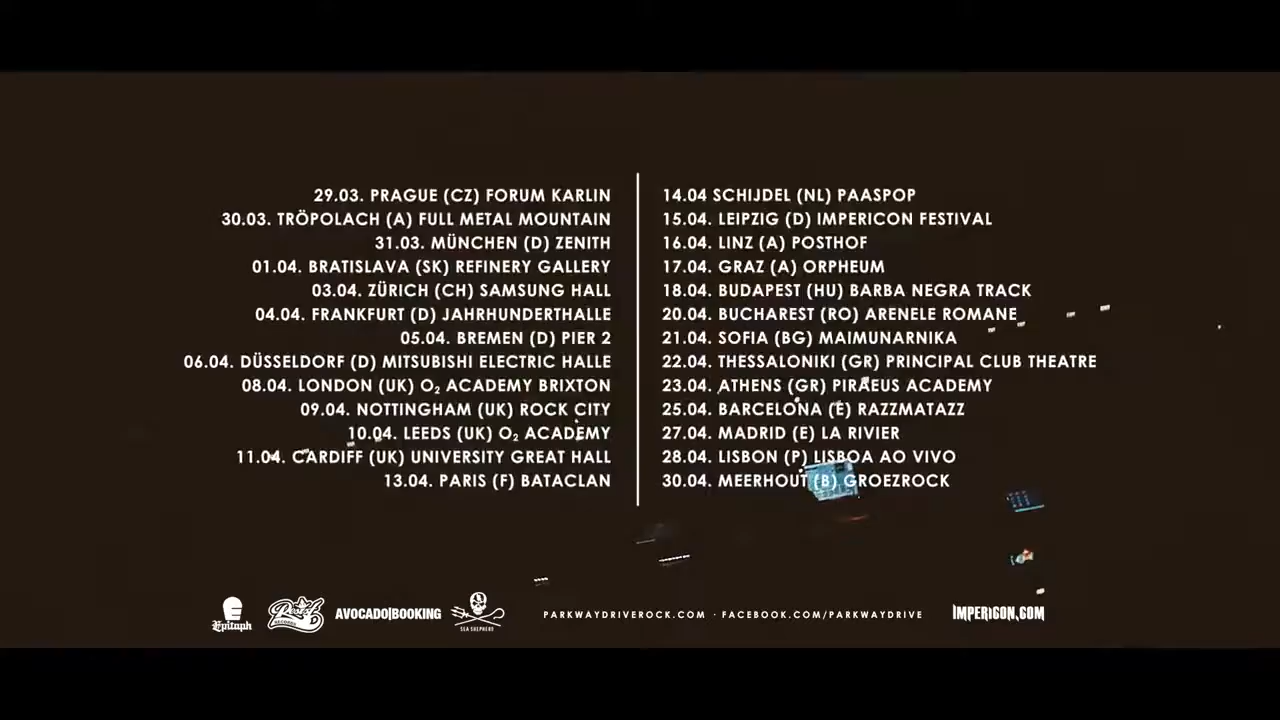 29.03. PRAGUE (CZ) FORUM KARLIN
30.03. TRÖPOLACH (A) FULL METAL MOUNTAIN
31.03. MÜNCHEN (D) ZENITH
01.04. BRATISLAVA (SK) REFINERY GALLERY
03.04. ZÜRICH (CH) SAMSUNG HALL
04.04. FRANKFURT (D) JAHRHUNDERTHALLE
05.04. BREMEN (D) PIER 2
06.04. DÜSSELDORF (D) MITSUBISHI ELECTRIC HALLE
08.04. LONDON (UK) O₂ ACADEMY BRIXTON
09.04. NOTTINGHAM (UK) ROCK CITY
10.04. LEEDS (UK) O₂ ACADEMY
11.04. CARDIFF (UK) UNIVERSITY GREAT HALL
13.04. PARIS (F) BATACLAN
14.04 SCHIJDEL (NL) PAASPOP
15.04. LEIPZIG (D) IMPERICON FESTIVAL
16.04. LINZ (A) POSTHOF
17.04. GRAZ (A) ORPHEUM
18.04. BUDAPEST (HU) BARBA NEGRA TRACK
20.04. BUCHAREST (RO) ARENELE ROMANE
21.04. SOFIA (BG) MAIMUNARNIKA
22.04. THESSALONIKI (GR) PRINCIPAL CLUB THEATRE
23.04. ATHENS (GR) PIRAEUS ACADEMY
25.04. BARCELONA (E) RAZZMATAZZ
27.04. MADRID (E) LA RIVIER
28.04. LISBON (P) LISBOA AO VIVO
30.04. MEERHOUT (B) GROEZROCK
Epitaph
Resist RECORDS
AVOCADO|BOOKING
SEA SHEPHERD
PARKWAYDRIVEROCK.COM · FACEBOOK.COM/PARKWAYDRIVE
IMPERICON.COM